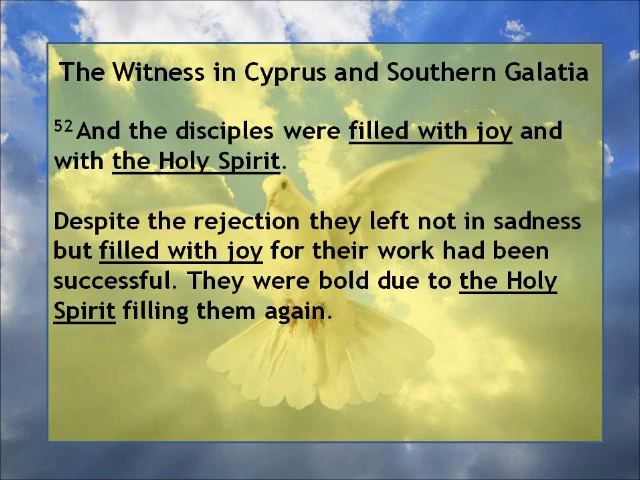 The Witness in Cyprus and Southern Galatia
52 And the disciples were filled with joy and
with the Holy Spirit.
Despite the rejection they left not in sadness
but filled with joy for their work had been
successful. They were bold due to the Holy
Spirit filling them again.